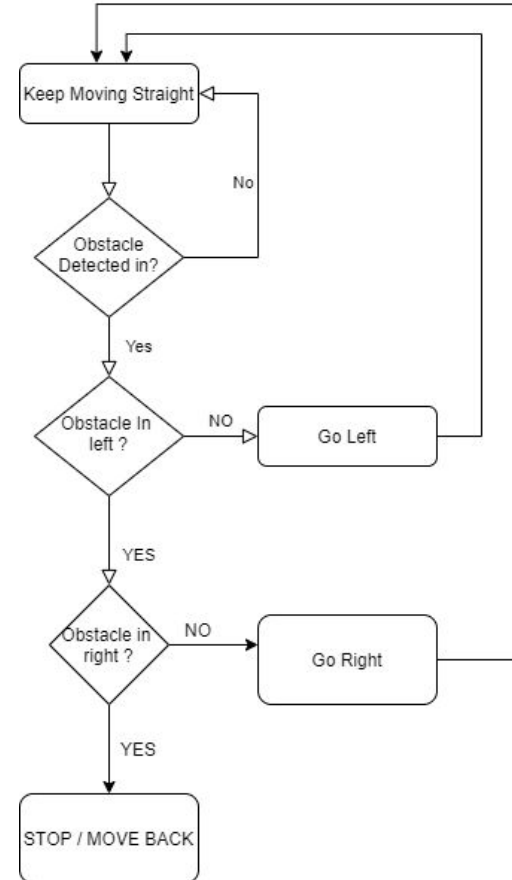 Keep Moving Straight
No
Obstacle
Detected in?
Yes
Obstacle In
left ?
NO
Go Left
YES
Obstacle in
right ?
NO
Go Right
YES
STOP / MOVE BACK